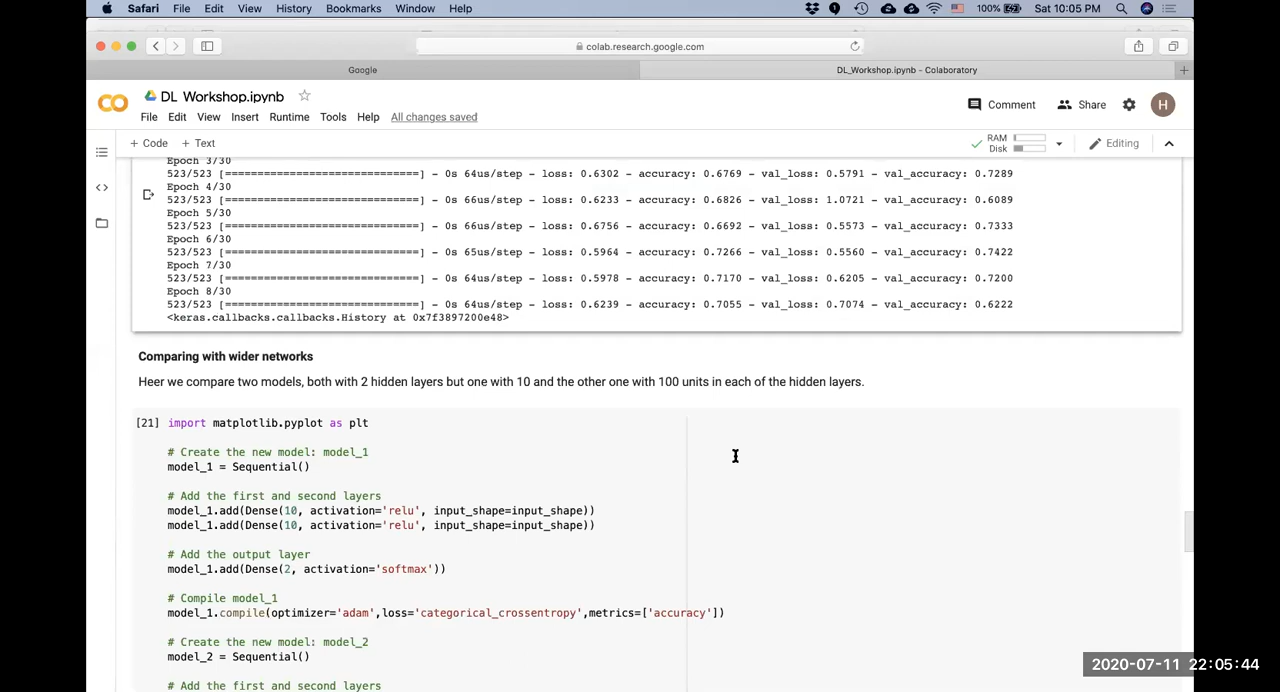 Safari File Edit View History Bookmarks Window Help 100% Sat 10:05 PM
colab.research.google.com
Google DL_Workshop.ipynb - Colaboratory
DL_Workshop.ipynb
Comment Share H
File Edit View Insert Runtime Tools Help All changes saved
+ Code + Text RAM Disk Editing
Epoch 3/30
523/523 [==============================] - 0s 64us/step - loss: 0.6302 - accuracy: 0.6769 - val_loss: 0.5791 - val_accuracy: 0.7289
Epoch 4/30
523/523 [==============================] - 0s 66us/step - loss: 0.6233 - accuracy: 0.6826 - val_loss: 1.0721 - val_accuracy: 0.6089
Epoch 5/30
523/523 [==============================] - 0s 66us/step - loss: 0.6756 - accuracy: 0.6692 - val_loss: 0.5573 - val_accuracy: 0.7333
Epoch 6/30
523/523 [==============================] - 0s 65us/step - loss: 0.5964 - accuracy: 0.7266 - val_loss: 0.5560 - val_accuracy: 0.7422
Epoch 7/30
523/523 [==============================] - 0s 64us/step - loss: 0.5978 - accuracy: 0.7170 - val_loss: 0.6205 - val_accuracy: 0.7200
Epoch 8/30
523/523 [==============================] - 0s 64us/step - loss: 0.6239 - accuracy: 0.7055 - val_loss: 0.7074 - val_accuracy: 0.6222
<keras.callbacks.callbacks.History at 0x7f3897200e48>
Comparing with wider networks
Heer we compare two models, both with 2 hidden layers but one with 10 and the other one with 100 units in each of the hidden layers.
[21] import matplotlib.pyplot as plt
# Create the new model: model_1
model_1 = Sequential()
# Add the first and second layers
model_1.add(Dense(10, activation='relu', input_shape=input_shape))
model_1.add(Dense(10, activation='relu', input_shape=input_shape))
# Add the output layer
model_1.add(Dense(2, activation='softmax'))
# Compile model_1
model_1.compile(optimizer='adam',loss='categorical_crossentropy',metrics=['accuracy'])
# Create the new model: model_2
model_2 = Sequential()
# Add the first and second layers
2020-07-11 22:05:44